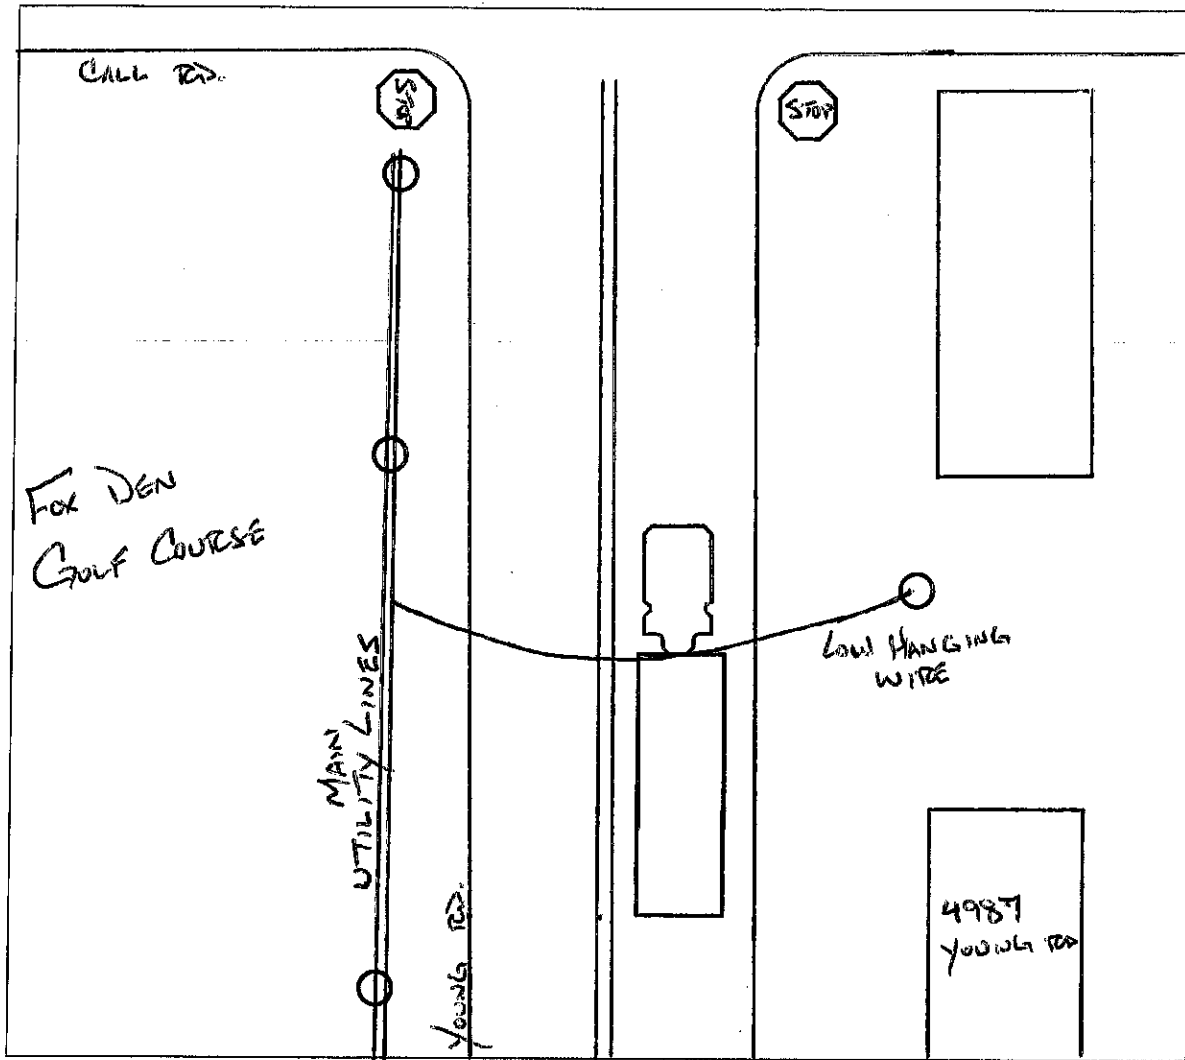 CALL RD.
STOP
STOP
FOX DEN
GOLF COURSE
MAIN
UTILITY LINES
LOW HANGING
WIRE
YOUNG RD.
4987
YOUNG RD